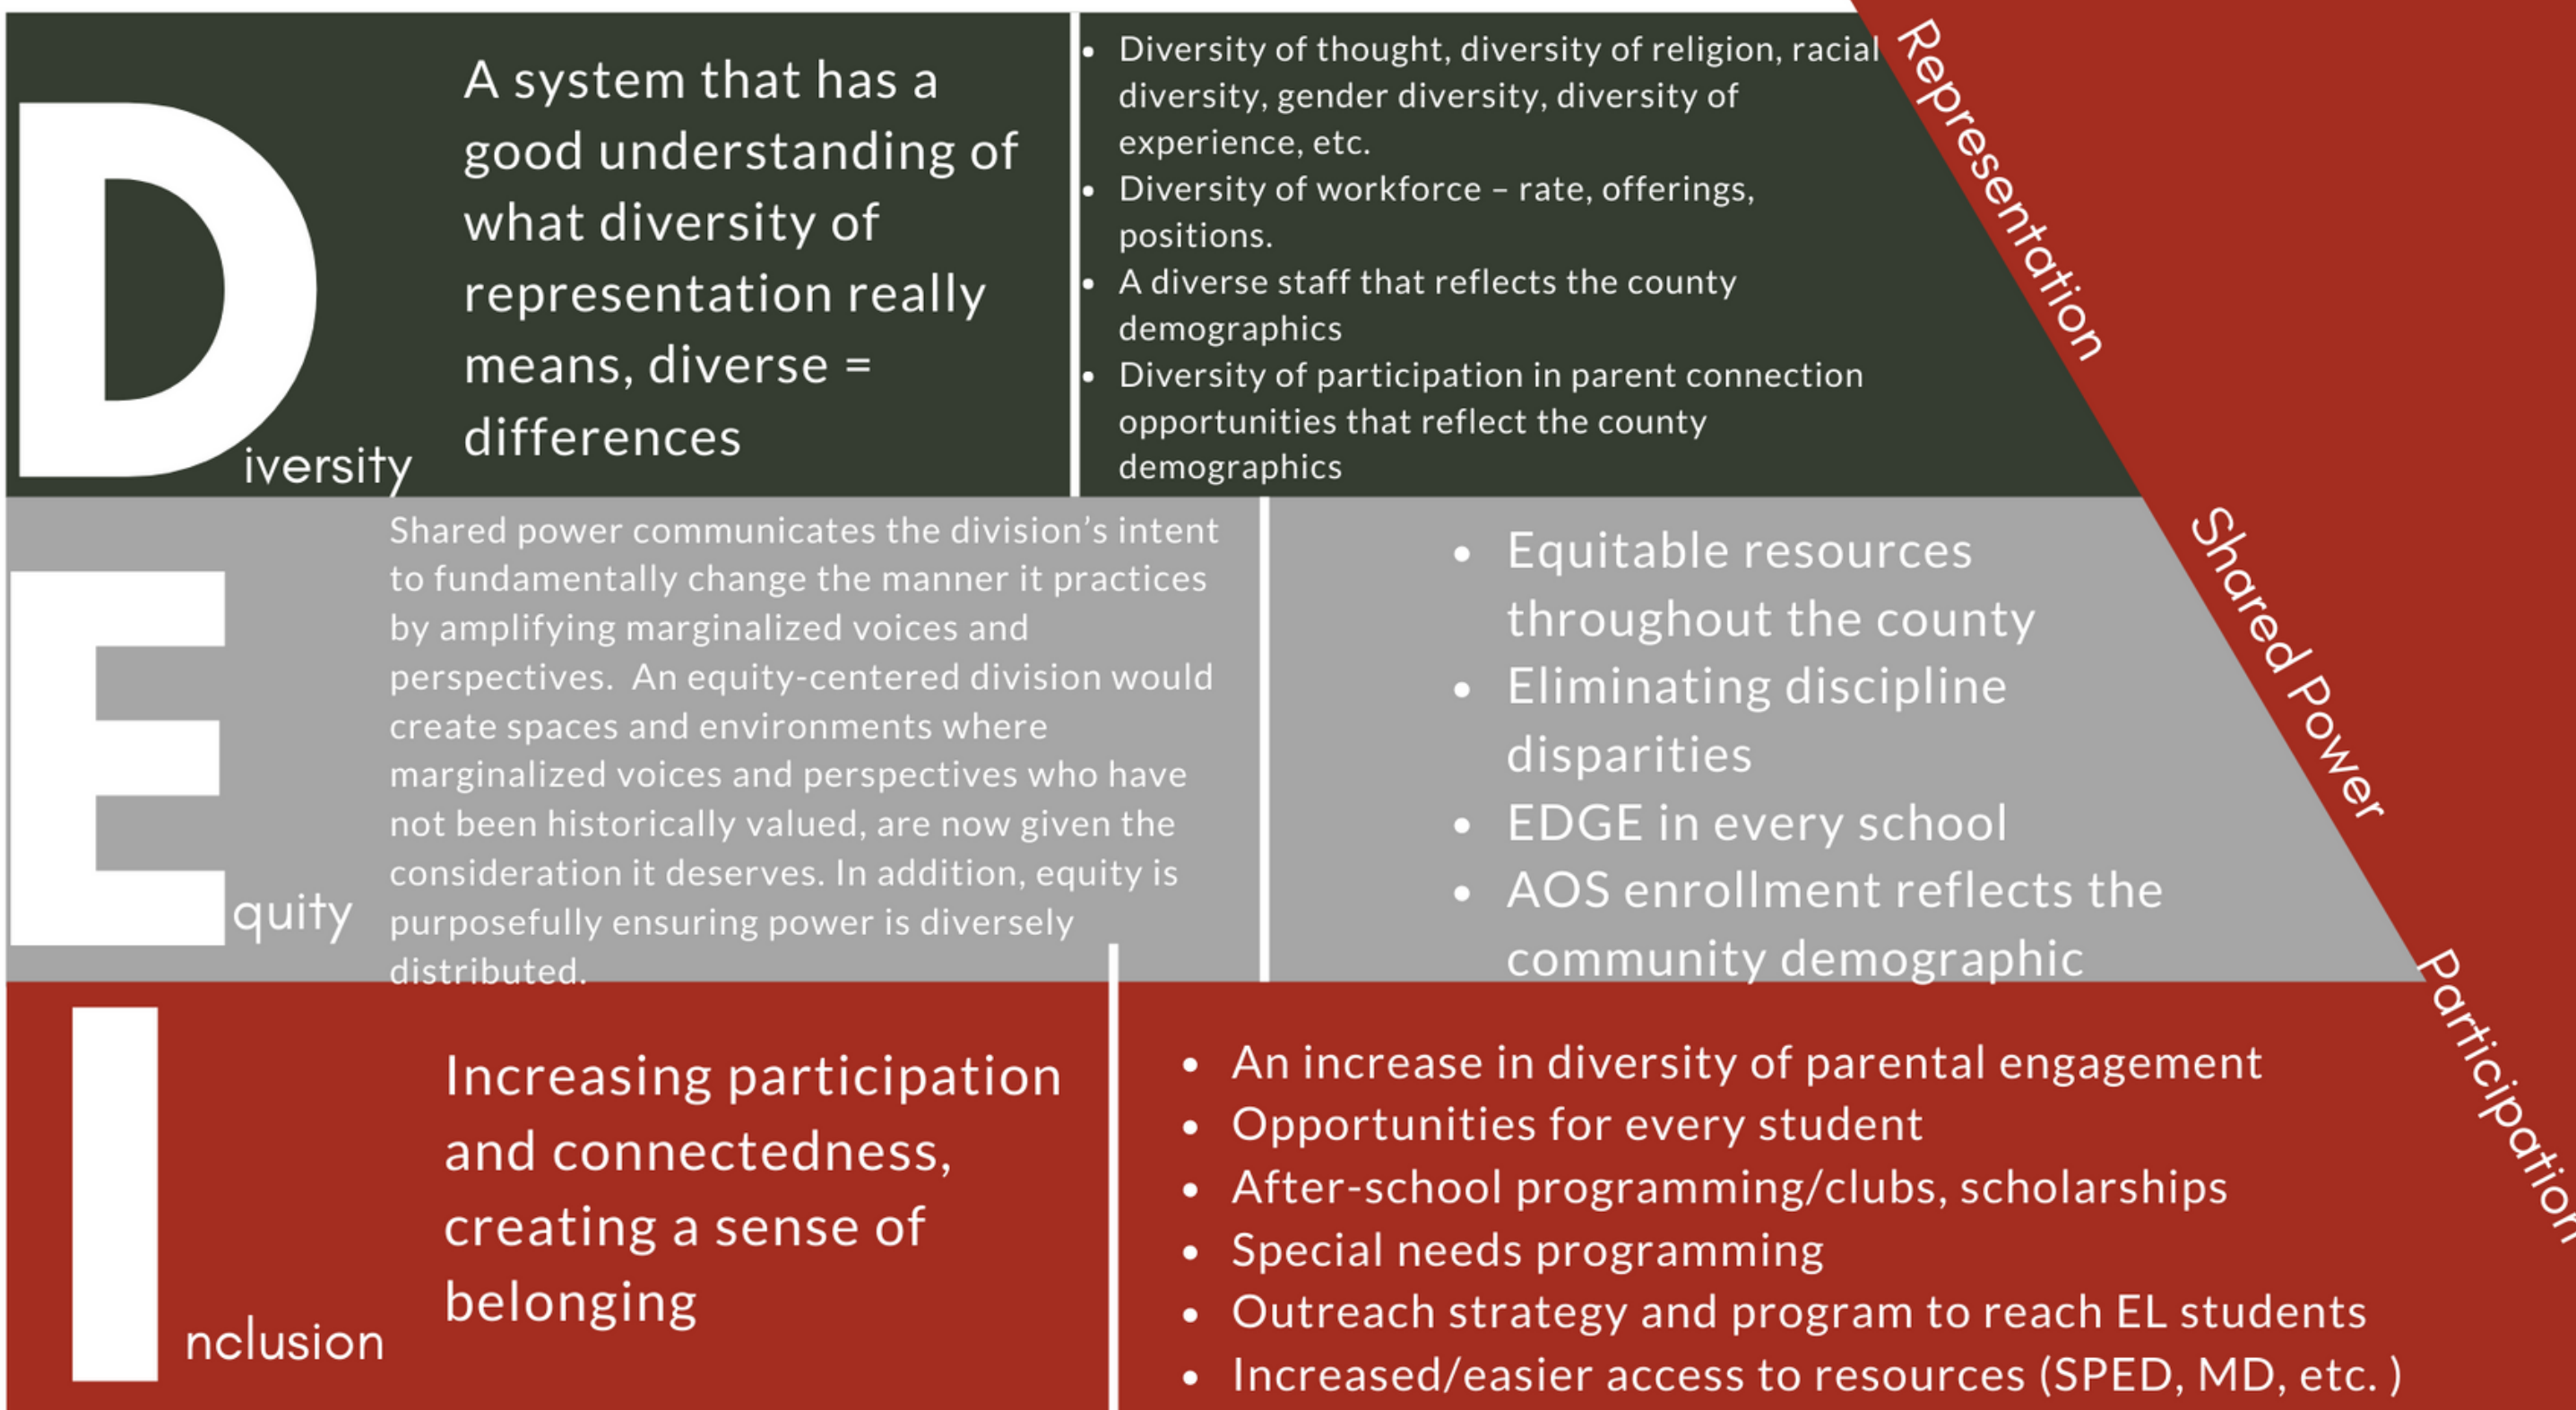 Diversity
A system that has a
good understanding of
what diversity of
representation really
means, diverse =
differences
• Diversity of thought, diversity of religion, racial
diversity, gender diversity, diversity of
experience, etc.
• Diversity of workforce – rate, offerings,
positions.
• A diverse staff that reflects the county
demographics
• Diversity of participation in parent connection
opportunities that reflect the county
demographics
Representation
Equity
Shared power communicates the division’s intent
to fundamentally change the manner it practices
by amplifying marginalized voices and
perspectives.  An equity-centered division would
create spaces and environments where
marginalized voices and perspectives who have
not been historically valued, are now given the
consideration it deserves. In addition, equity is
purposefully ensuring power is diversely
distributed.
• Equitable resources
throughout the county
• Eliminating discipline
disparities
• EDGE in every school
• AOS enrollment reflects the
community demographic
Shared Power
Inclusion
Increasing participation
and connectedness,
creating a sense of
belonging
• An increase in diversity of parental engagement
• Opportunities for every student
• After-school programming/clubs, scholarships
• Special needs programming
• Outreach strategy and program to reach EL students
• Increased/easier access to resources (SPED, MD, etc. )
Participation